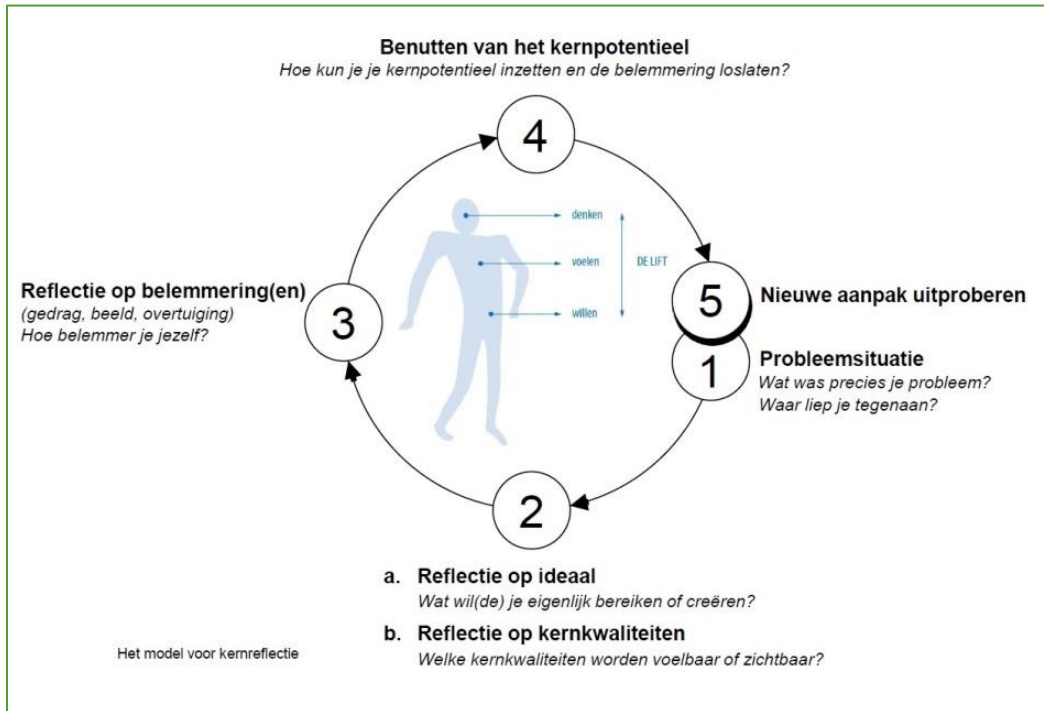 Benutten van het kernpotentieel
Hoe kun je je kernpotentieel inzetten en de belemmering loslaten?
4
denken
voelen
DE LIFT
willen
Reflectie op belemmering(en)
(gedrag, beeld, overtuiging)
Hoe belemmer je jezelf?
3
5
Nieuwe aanpak uitproberen
1
Probleemsituatie
Wat was precies je probleem?
Waar liep je tegenaan?
2
a. Reflectie op ideaal
Wat wil(de) je eigenlijk bereiken of creëren?
b. Reflectie op kernkwaliteiten
Welke kernkwaliteiten worden voelbaar of zichtbaar?
Het model voor kernreflectie